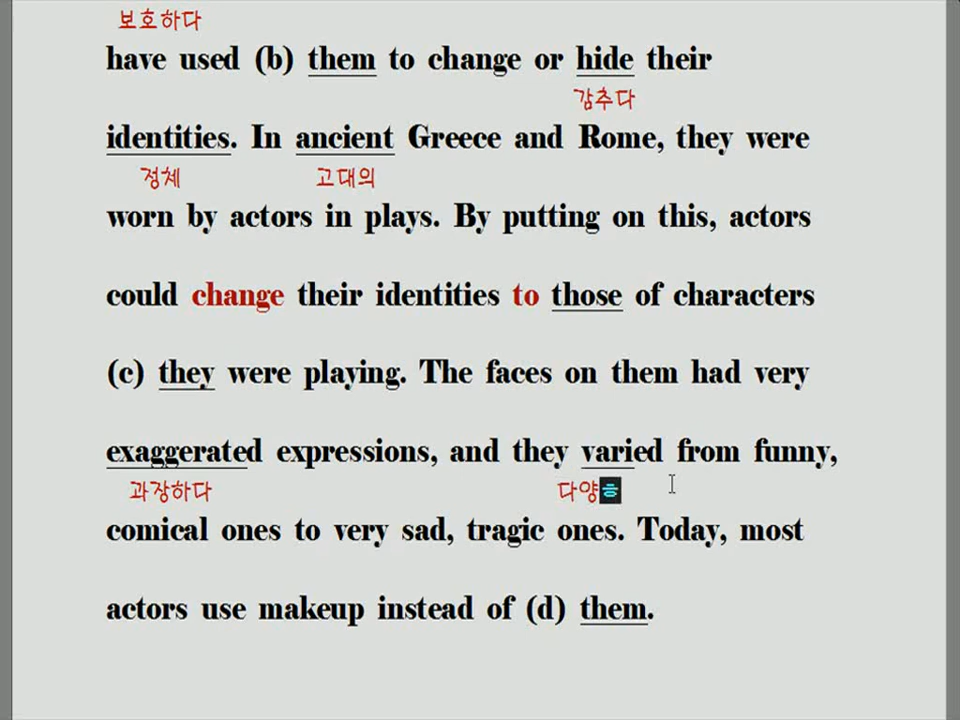 보호하다
have used (b) them to change or hide their
감추다
identities. In ancient Greece and Rome, they were
정체 고대의
worn by actors in plays. By putting on this, actors
could change their identities to those of characters
(c) they were playing. The faces on them had very
exaggerated expressions, and they varied from funny,
과장하다 다양흐
comical ones to very sad, tragic ones. Today, most
actors use makeup instead of (d) them.